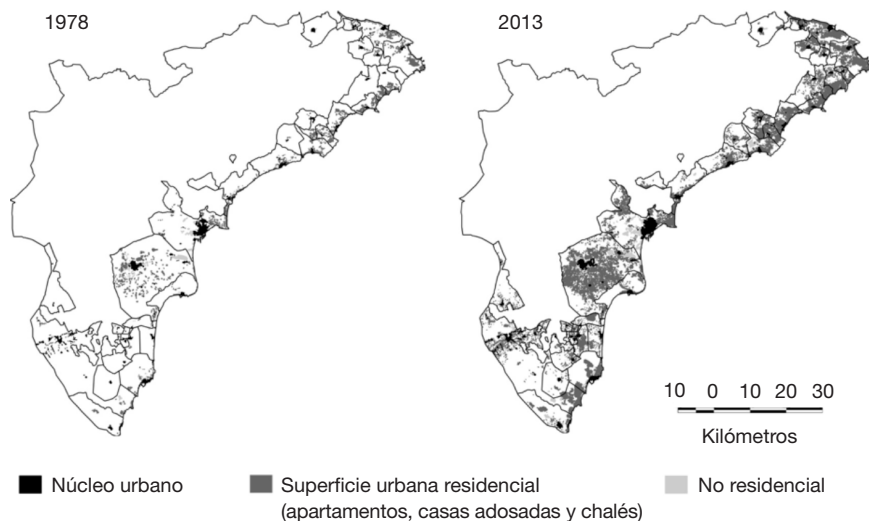 1978
2013
10 0 10 20 30
Kilómetros
Núcleo urbano
Superficie urbana residencial
(apartamentos, casas adosadas y chalés)
No residencial